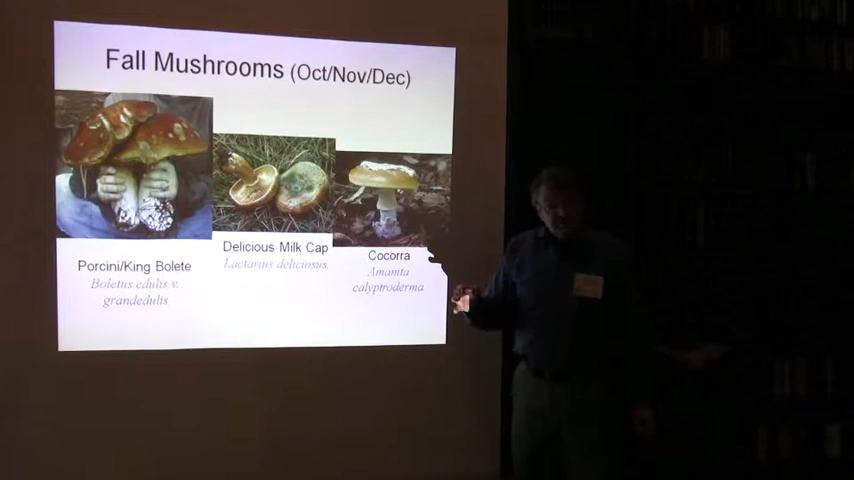 Fall Mushrooms (Oct/Nov/Dec)
Porcini/King Bolete
Boletus edulis v.
grandedulis
Delicious Milk Cap
Lactarius deliciosus
Cocorra
Amanita
calyptroderma